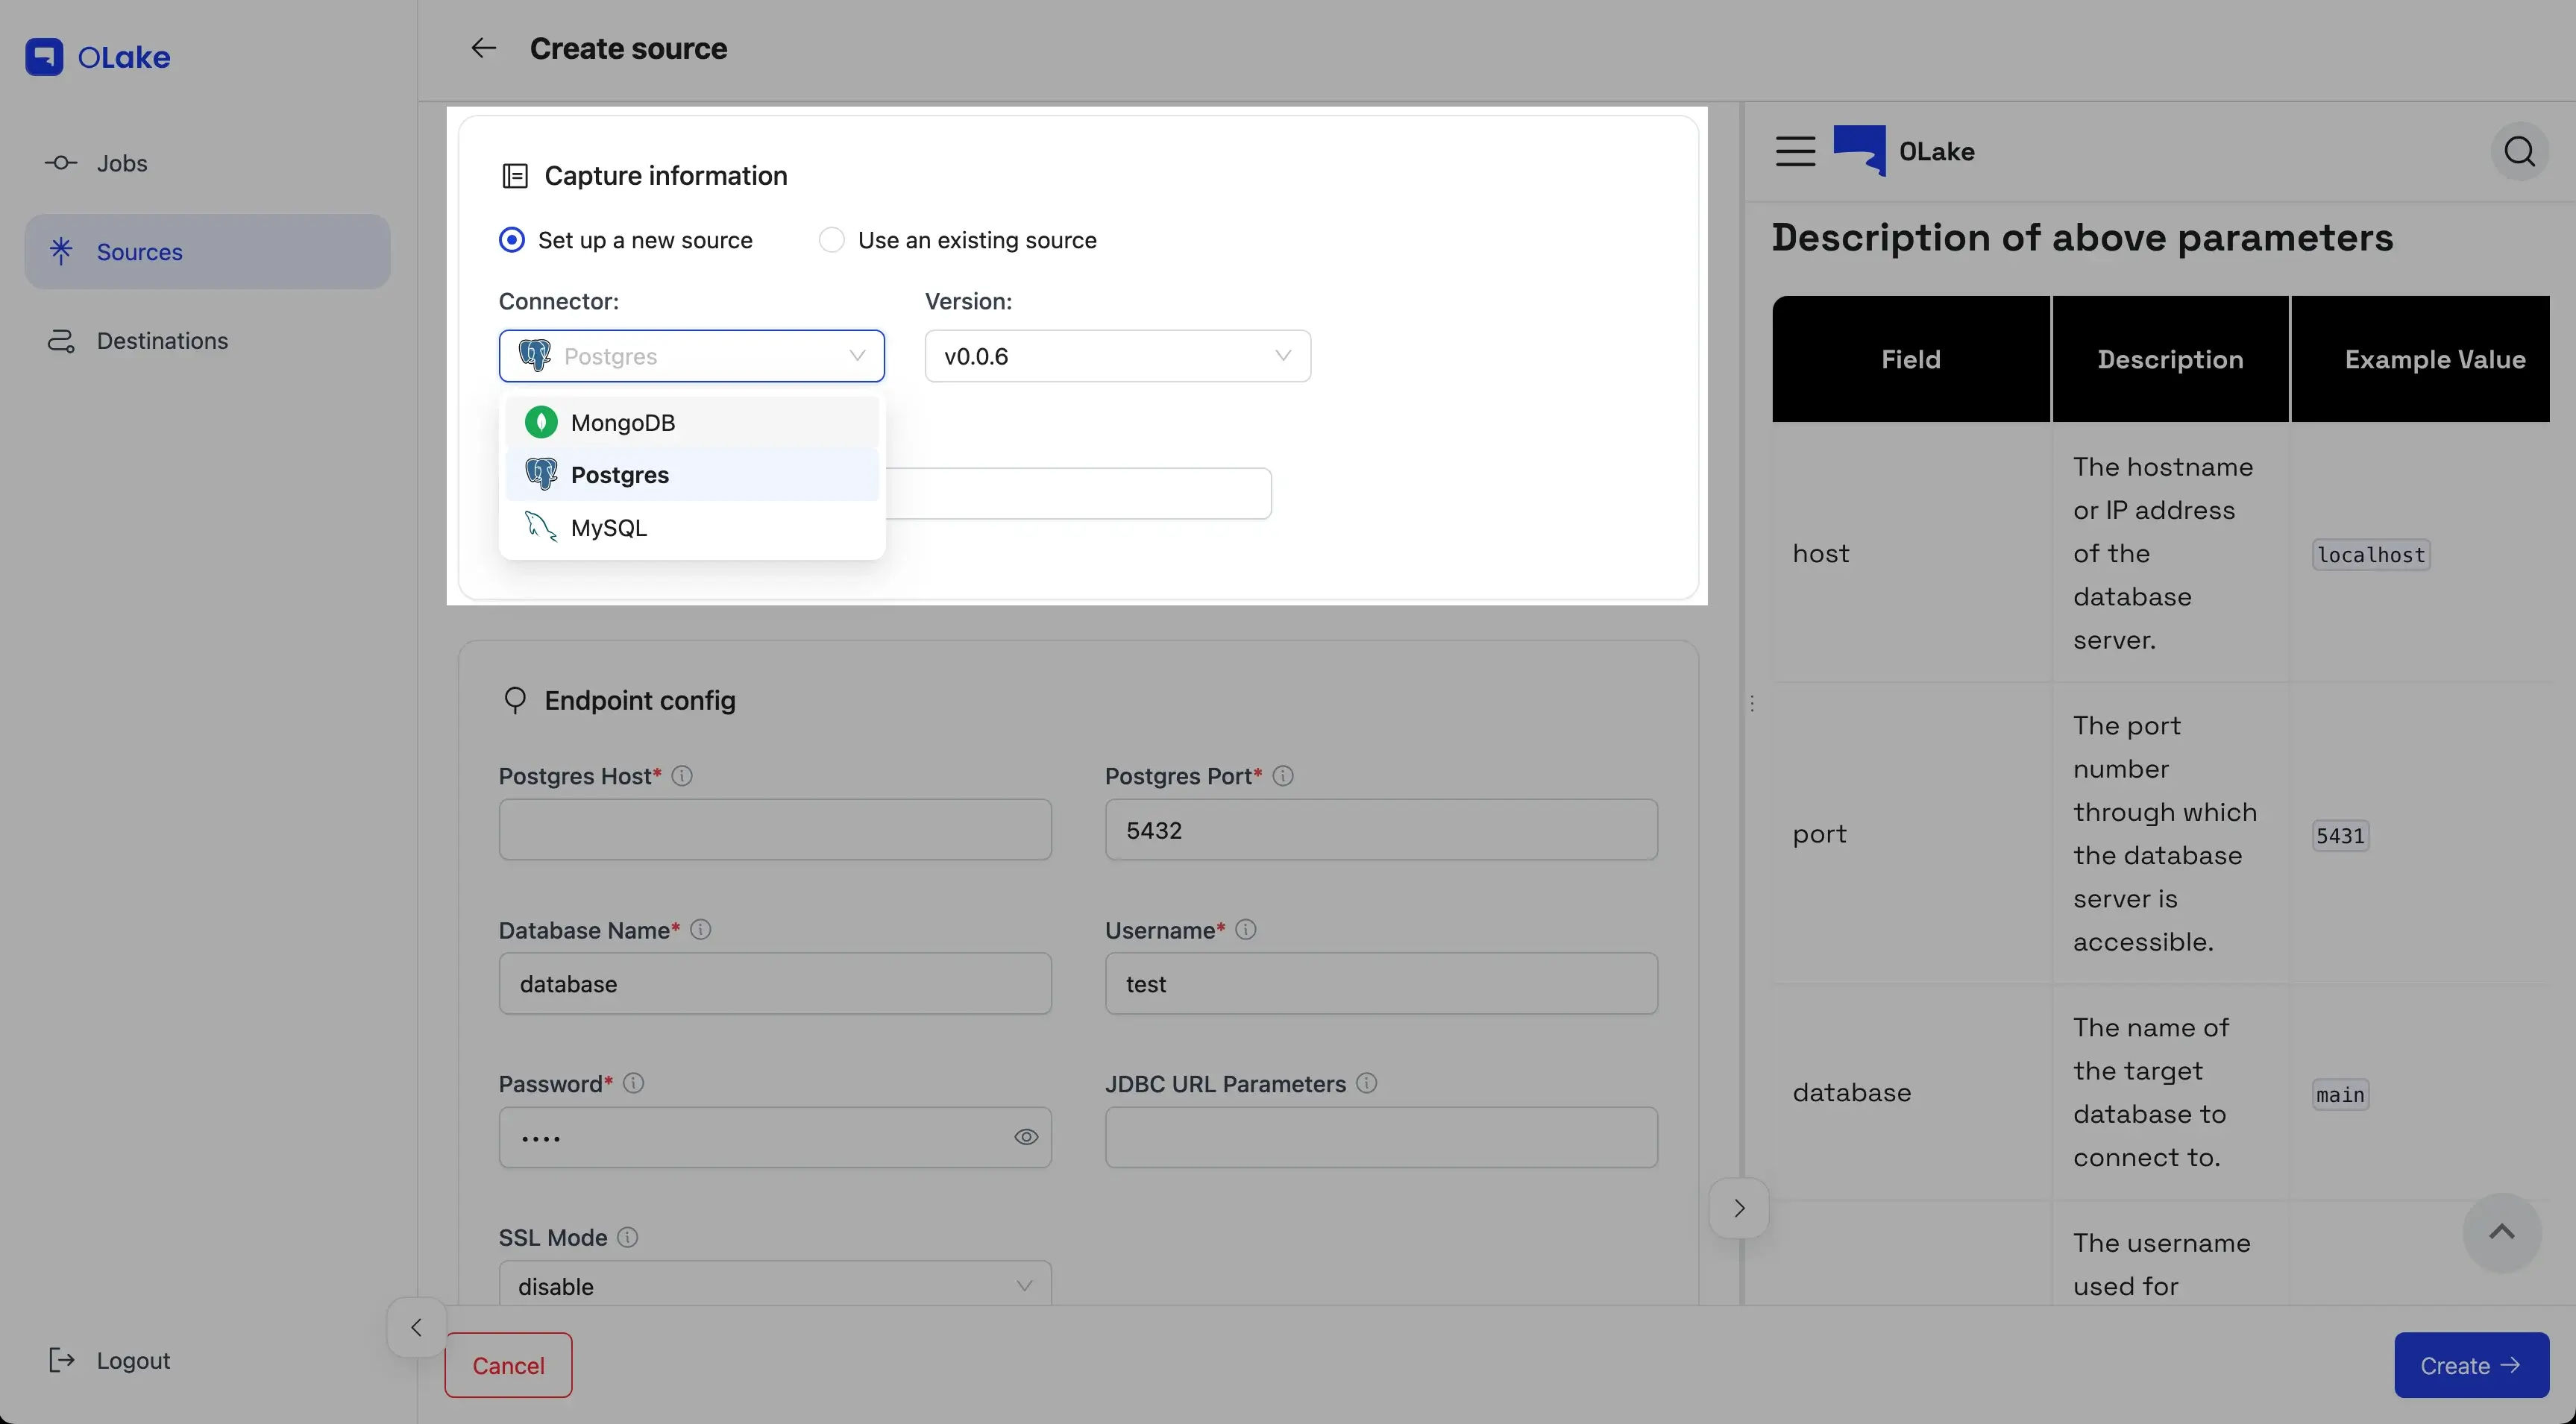 OLake
Jobs
Sources
Destinations
Logout
Create source
Capture information
Set up a new source
Use an existing source
Connector:
Version:
Postgres
v0.0.6
MongoDB
Postgres
MySQL
Endpoint config
Postgres Host*
Postgres Port*
5432
Database Name*
Username*
database
test
Password*
JDBC URL Parameters
••••
SSL Mode
disable
Cancel
Create
OLake
Description of above parameters
Field
Description
Example Value
host
The hostname
or IP address
of the
database
server.
localhost
port
The port
number
through which
the database
server is
accessible.
5431
database
The name of
the target
database to
connect to.
main
The username
used for